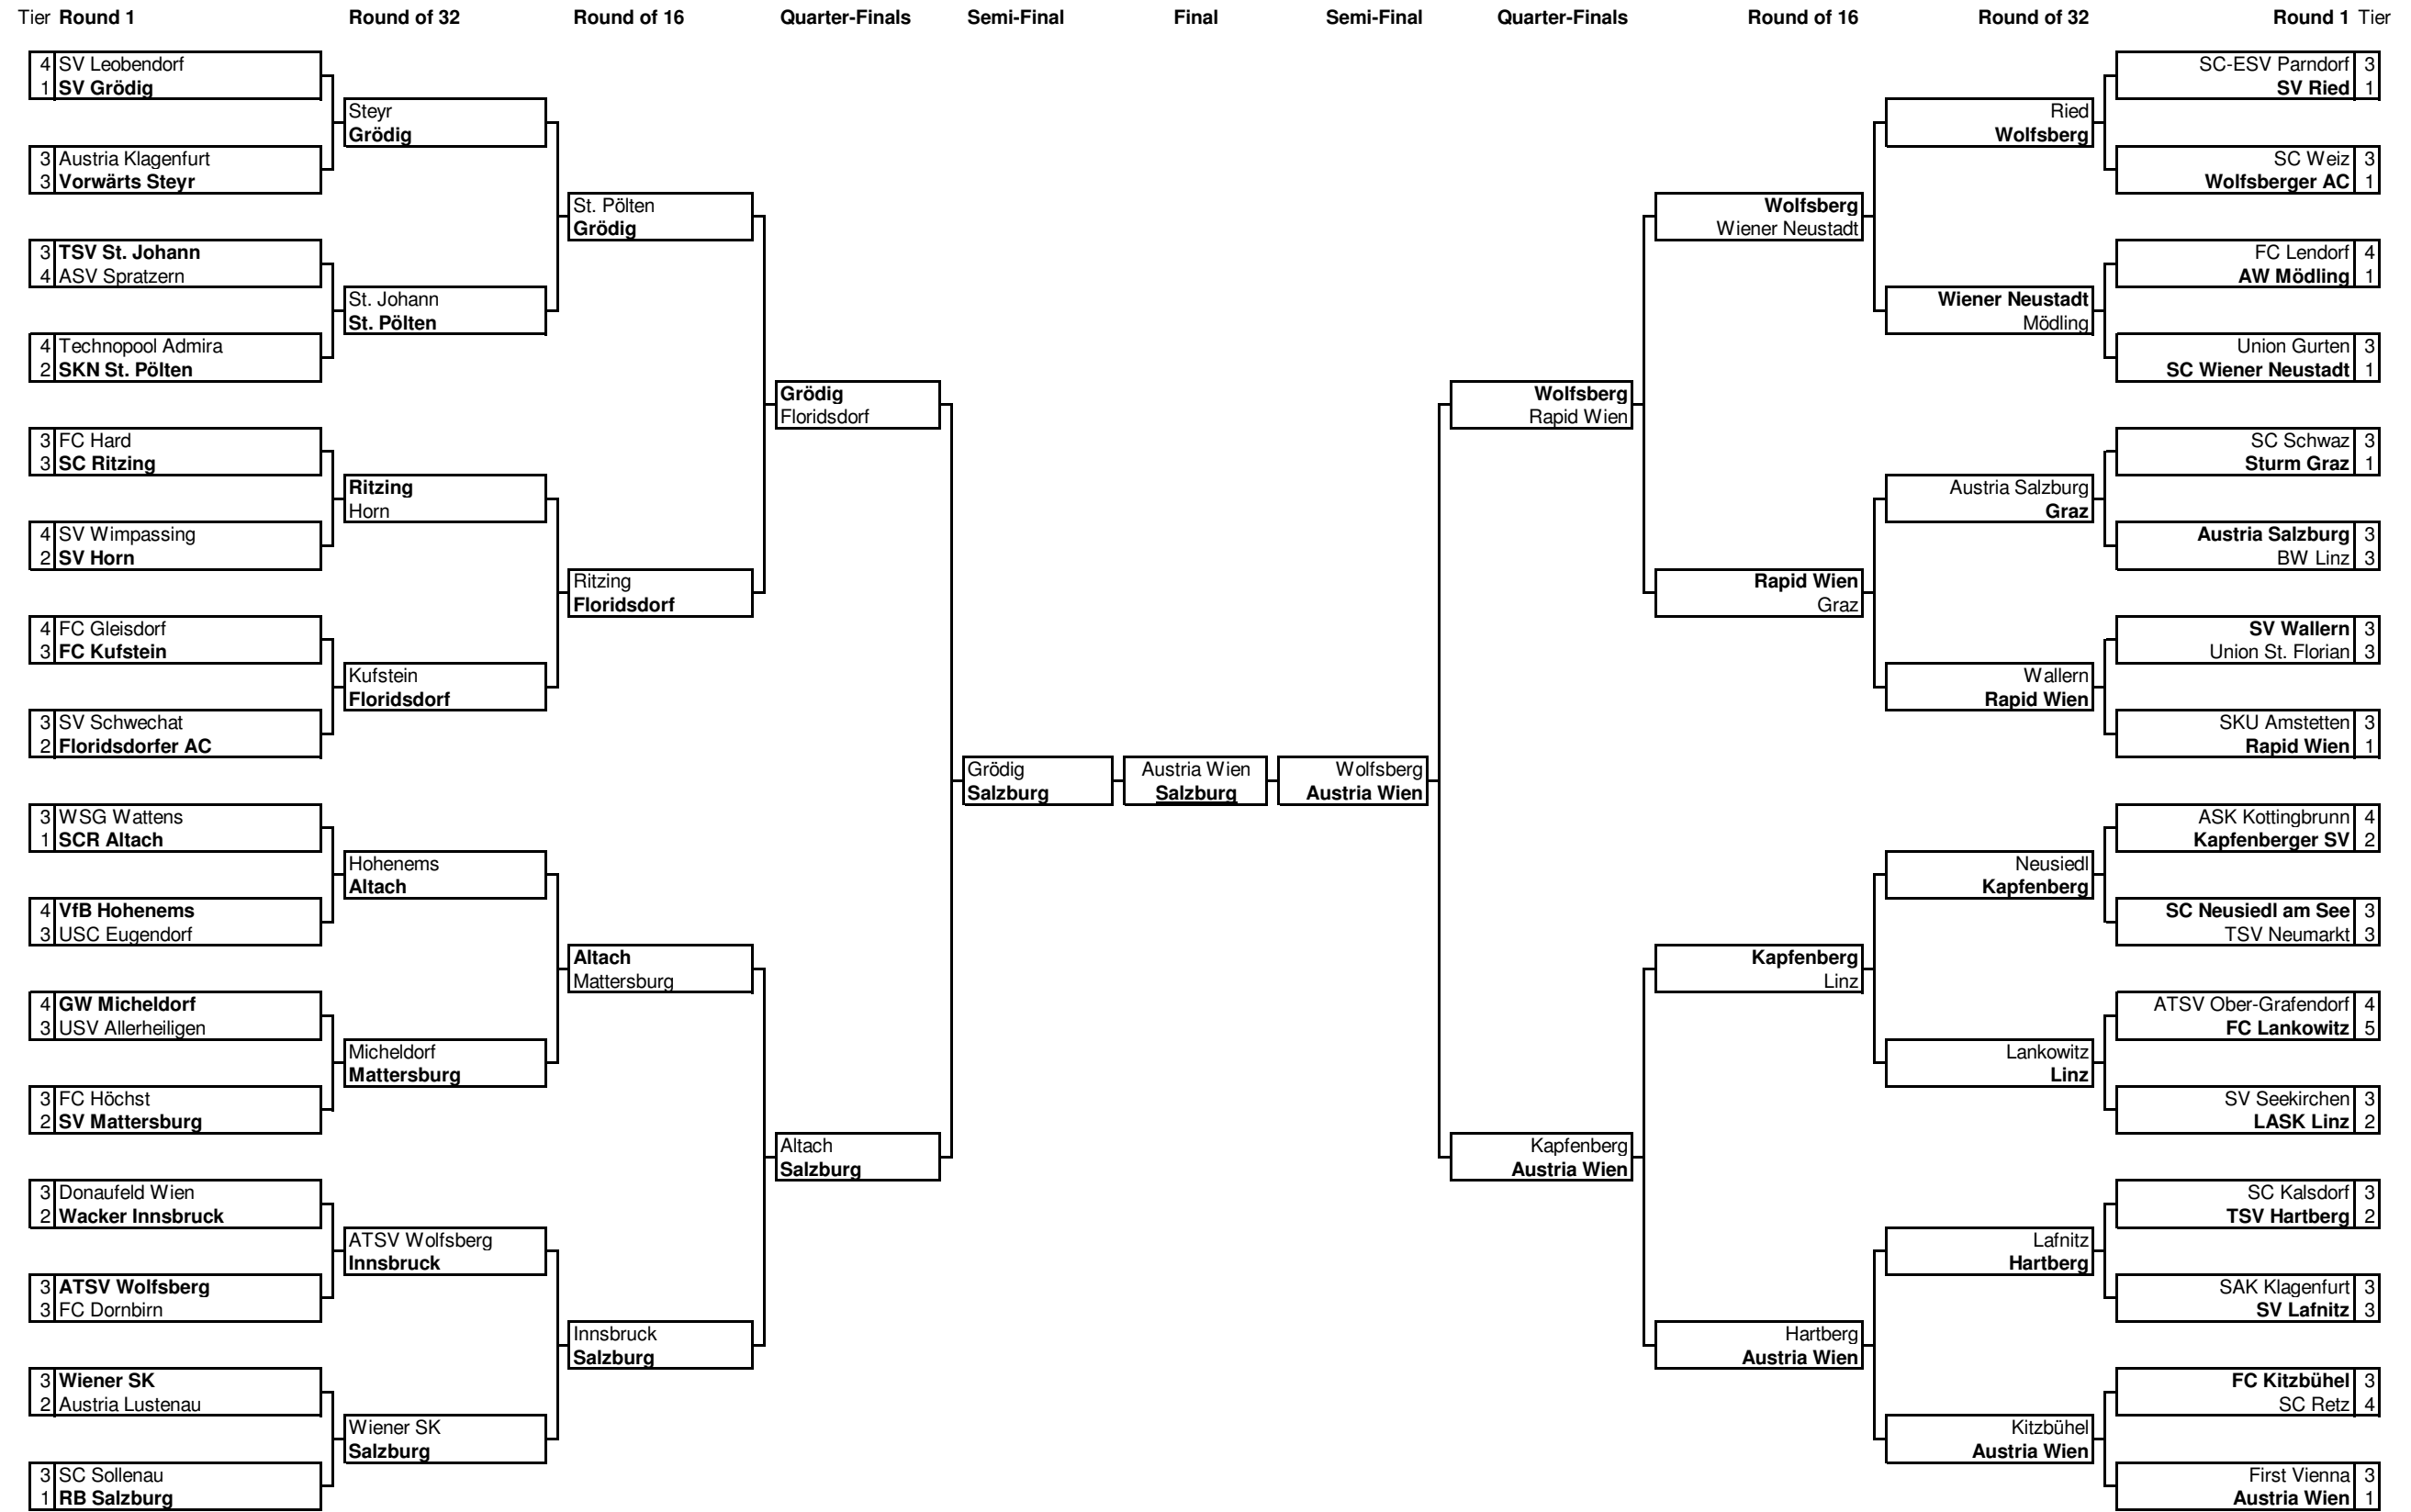 Tier Round 1 Round of 32 Round of 16 Quarter-Finals Semi-Final Final Semi-Final Quarter-Finals Round of 16 Round of 32 Round 1 Tier
4 SV Leobendorf
1 SV Grödig
3 Austria Klagenfurt
3 Vorwärts Steyr
3 TSV St. Johann
4 ASV Spratzern
4 Technopool Admira
2 SKN St. Pölten
3 FC Hard
3 SC Ritzing
4 SV Wimpassing
2 SV Horn
4 FC Gleisdorf
3 FC Kufstein
3 SV Schwechat
2 Floridsdorfer AC
3 WSG Wattens
1 SCR Altach
4 VfB Hohenems
3 USC Eugendorf
4 GW Micheldorf
3 USV Allerheiligen
3 FC Höchst
2 SV Mattersburg
3 Donaufeld Wien
2 Wacker Innsbruck
3 ATSV Wolfsberg
3 FC Dornbirn
3 Wiener SK
2 Austria Lustenau
3 SC Sollenau
1 RB Salzburg
Steyr
Grödig
St. Johann
St. Pölten
Ritzing
Horn
Kufstein
Floridsdorf
Hohenems
Altach
Micheldorf
Mattersburg
ATSV Wolfsberg
Innsbruck
Wiener SK
Salzburg
St. Pölten
Grödig
Ritzing
Floridsdorf
Altach
Mattersburg
Innsbruck
Salzburg
Grödig
Floridsdorf
Altach
Salzburg
Grödig
Salzburg
Austria Wien
Salzburg
Wolfsberg
Austria Wien
Wolfsberg
Rapid Wien
Kapfenberg
Austria Wien
Wolfsberg
Wiener Neustadt
Rapid Wien
Graz
Kapfenberg
Linz
Hartberg
Austria Wien
Ried
Wolfsberg
Wiener Neustadt
Mödling
Austria Salzburg
Graz
Wallern
Rapid Wien
Neusiedl
Kapfenberg
Lankowitz
Linz
Lafnitz
Hartberg
Kitzbühel
Austria Wien
SC-ESV Parndorf 3
SV Ried 1
SC Weiz 3
Wolfsberger AC 1
FC Lendorf 4
AW Mödling 1
Union Gurten 3
SC Wiener Neustadt 1
SC Schwaz 3
Sturm Graz 1
Austria Salzburg 3
BW Linz 3
SV Wallern 3
Union St. Florian 3
SKU Amstetten 3
Rapid Wien 1
ASK Kottingbrunn 4
Kapfenberger SV 2
SC Neusiedl am See 3
TSV Neumarkt 3
ATSV Ober-Grafendorf 4
FC Lankowitz 5
SV Seekirchen 3
LASK Linz 2
SC Kalsdorf 3
TSV Hartberg 2
SAK Klagenfurt 3
SV Lafnitz 3
FC Kitzbühel 3
SC Retz 4
First Vienna 3
Austria Wien 1